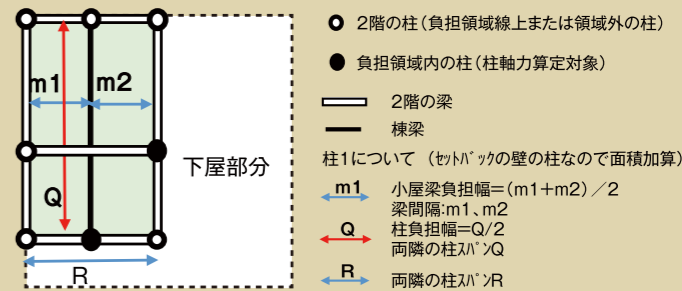 m1
m2
Q
R
下屋部分
2階の柱(負担領域線上または領域外の柱)
負担領域内の柱(柱軸力算定対象)
2階の梁
棟梁
柱1について (ｾｯﾄﾊﾞｯｸの壁の柱なので面積加算)
m1 小屋梁負担幅=(m1+m2)/2
梁間隔:m1、m2
Q 柱負担幅=Q/2
両隣の柱ｽﾊﾟﾝQ
R 両隣の柱ｽﾊﾟﾝR